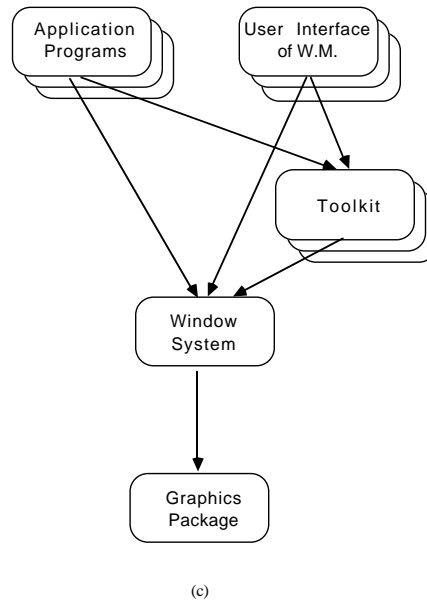 Application
Programs
User Interface
of W.M.
Toolkit
Window
System
Graphics
Package
(c)